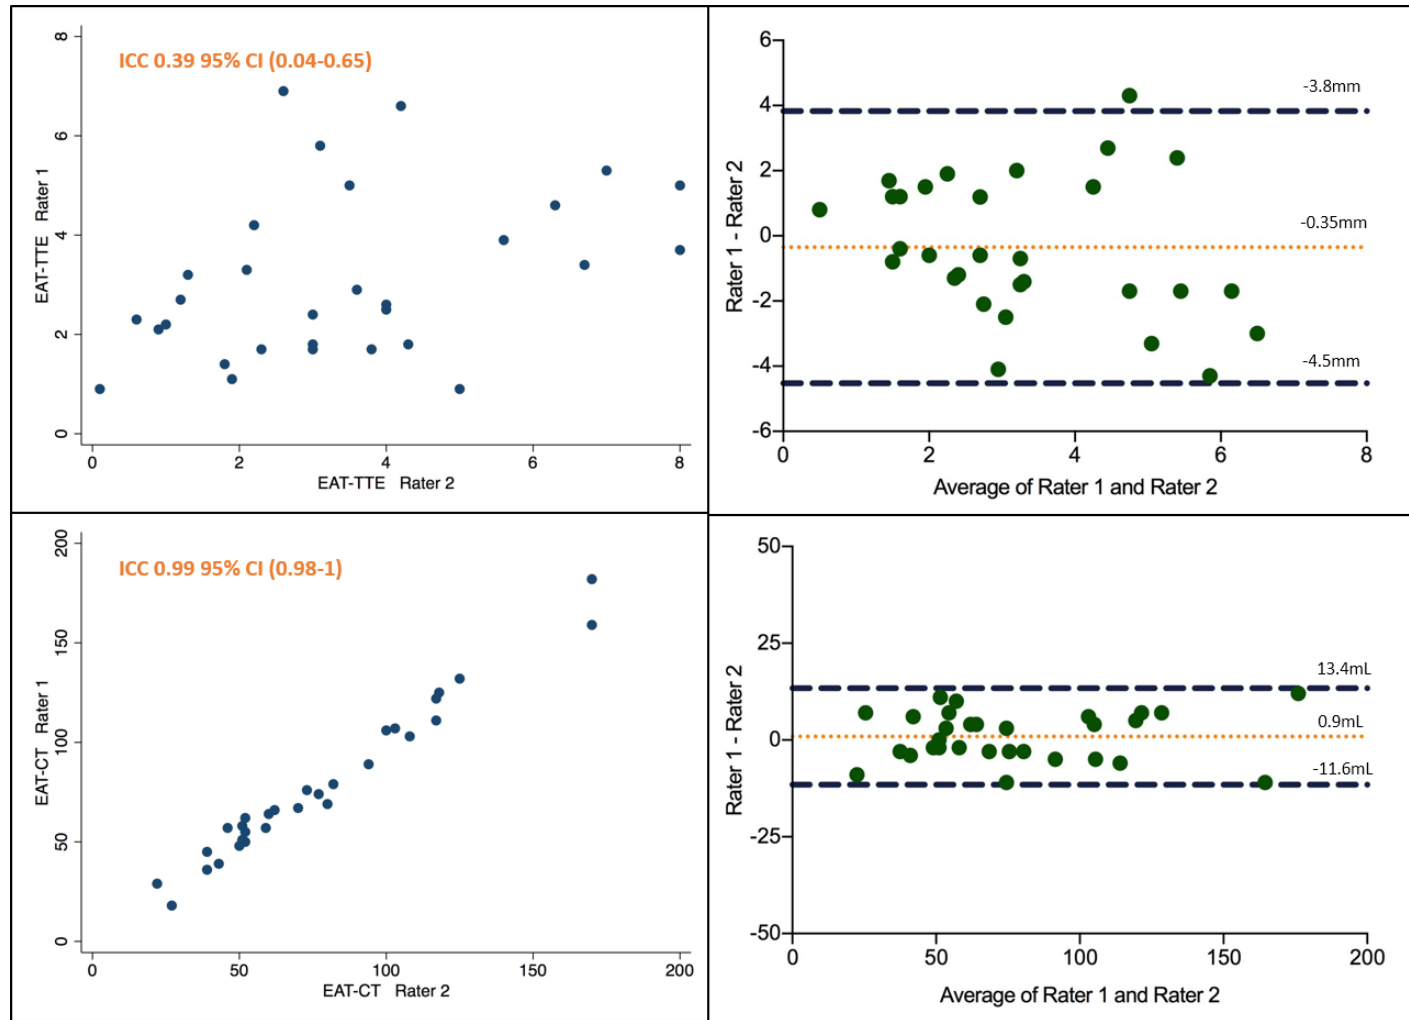 ICC 0.39 95% CI (0.04-0.65)
EAT-TTE Rater 1
8
6
4
2
0
0 2 4 6 8
EAT-TTE Rater 2
Rater 1 - Rater 2
6
4
2
0
-2
-4
-6
-3.8mm
-0.35mm
-4.5mm
0 2 4 6 8
Average of Rater 1 and Rater 2
ICC 0.99 95% CI (0.98-1)
EAT-CT Rater 1
200
150
100
50
0
0 50 100 150 200
EAT-CT Rater 2
Rater 1 - Rater 2
50
25
0
-25
-50
13.4mL
0.9mL
-11.6mL
0 50 100 150 200
Average of Rater 1 and Rater 2